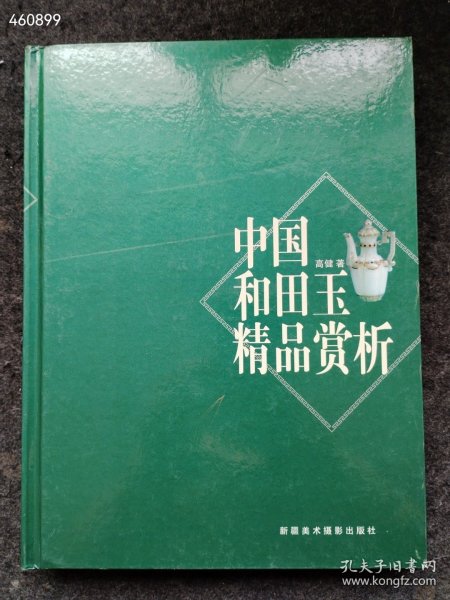 460899
中国
高健 著
和田玉
精品赏析
新疆美术摄影出版社
孔夫子旧书网
www.kongfz.com